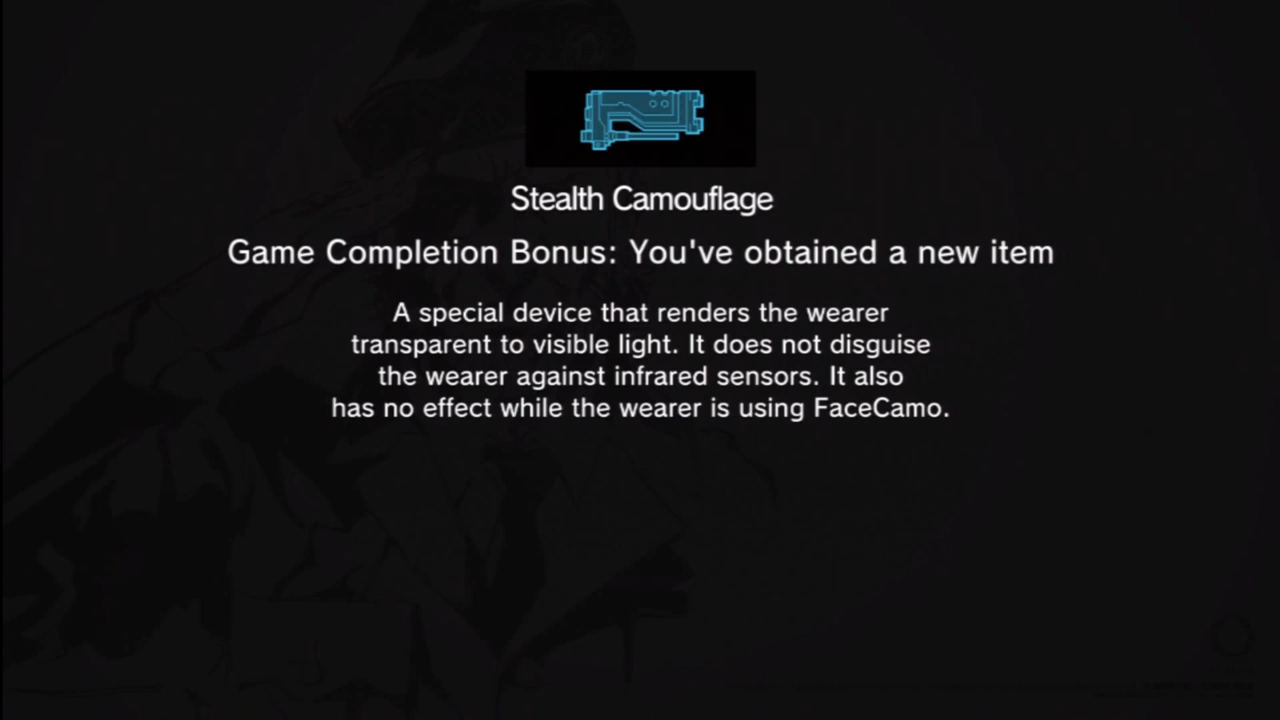 Stealth Camouflage
Game Completion Bonus: You've obtained a new item
A special device that renders the wearer
transparent to visible light. It does not disguise
the wearer against infrared sensors. It also
has no effect while the wearer is using FaceCamo.